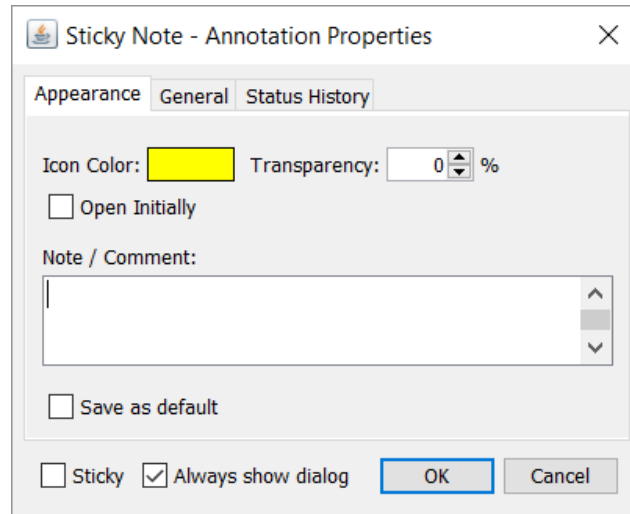 Sticky Note - Annotation Properties
Appearance General Status History
Icon Color: Transparency: 0 %
Open Initially
Note / Comment:
Save as default
Sticky Always show dialog OK Cancel